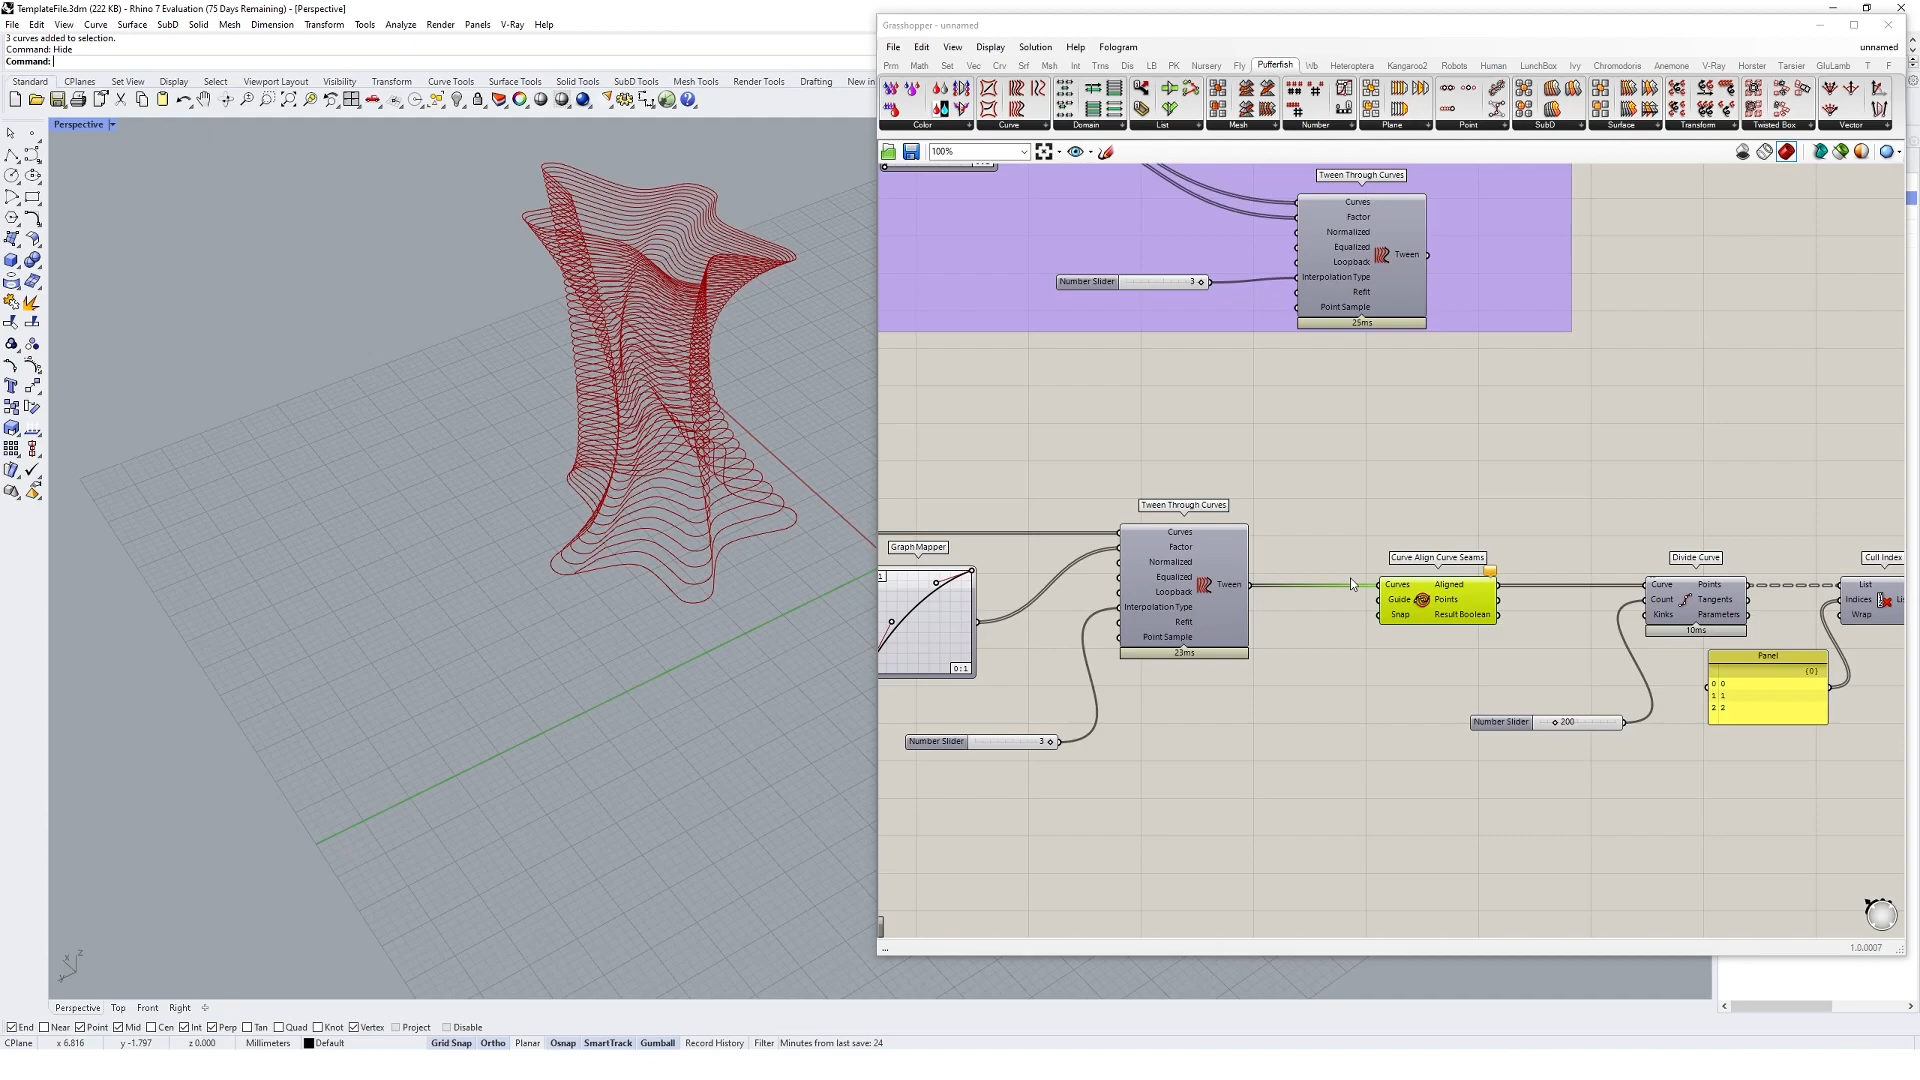 TemplateFile.3dm (222 KB) - Rhino 7 Evaluation (75 Days Remaining) - [Perspective]
File Edit View Curve Surface SubD Solid Mesh Dimension Transform Tools Analyze Render Panels V-Ray Help
3 curves added to selection.
Command: Hide
Command:
Standard CPlanes Set View Display Select Viewport Layout Visibility Transform Curve Tools Surface Tools Solid Tools SubD Tools Mesh Tools Render Tools Drafting New in
Perspective
Grasshopper - unnamed
File Edit View Display Solution Help Fologram unnamed
Prm Math Set Vec Crv Srf Msh Int Trns Dis LB PK Nursery Fly Pufferfish Wb Heteroptera Kangaroo2 Robots Human LunchBox Ivy Chromodoris Anemone V-Ray Horster Tarsier GluLamb T F
Color Curve Domain List Mesh Number Plane Point SubD Surface Transform Twisted Box Vector
100%
Tween Through Curves
Curves
Factor
Normalized
Equalized
Loopback
Interpolation Type
Refit
Point Sample
Tween
25ms
Number Slider 3
Tween Through Curves
Curves
Factor
Normalized
Equalized
Loopback
Interpolation Type
Refit
Point Sample
Tween
23ms
Graph Mapper
1
0:1
Number Slider 3
Curve Align Curve Seams
Curves Aligned
Guide Points
Snap Result Boolean
Divide Curve
Curve Points
Count Tangents
Kinks Parameters
10ms
Cull Index
List
Indices
Wrap
Number Slider 200
Panel
{0}
0 0
1 1
2 2
...
1.0.0007
z
x
y
Perspective Top Front Right
End Near Point Mid Cen Int Perp Tan Quad Knot Vertex Project Disable
CPlane x 6.816 y -1.797 z 0.000 Millimeters Default Grid Snap Ortho Planar Osnap SmartTrack Gumball Record History Filter Minutes from last save: 24